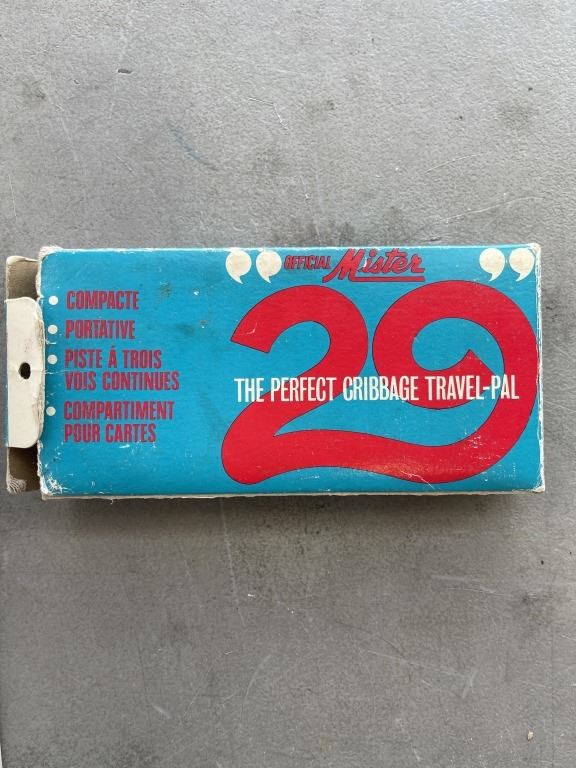 “ OFFICIAL Mister ”
29
THE PERFECT CRIBBAGE TRAVEL-PAL
• COMPACTE
• PORTATIVE
• PISTE Á TROIS
VOIS CONTINUES
• COMPARTIMENT
POUR CARTES